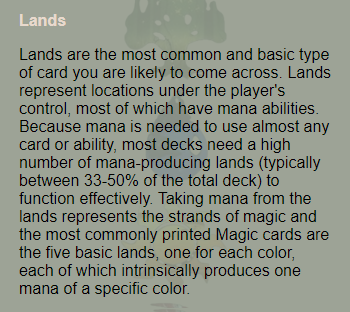 Lands
Lands are the most common and basic type
of card you are likely to come across. Lands
represent locations under the player's
control, most of which have mana abilities.
Because mana is needed to use almost any
card or ability, most decks need a high
number of mana-producing lands (typically
between 33-50% of the total deck) to
function effectively. Taking mana from the
lands represents the strands of magic and
the most commonly printed Magic cards are
the five basic lands, one for each color,
each of which intrinsically produces one
mana of a specific color.